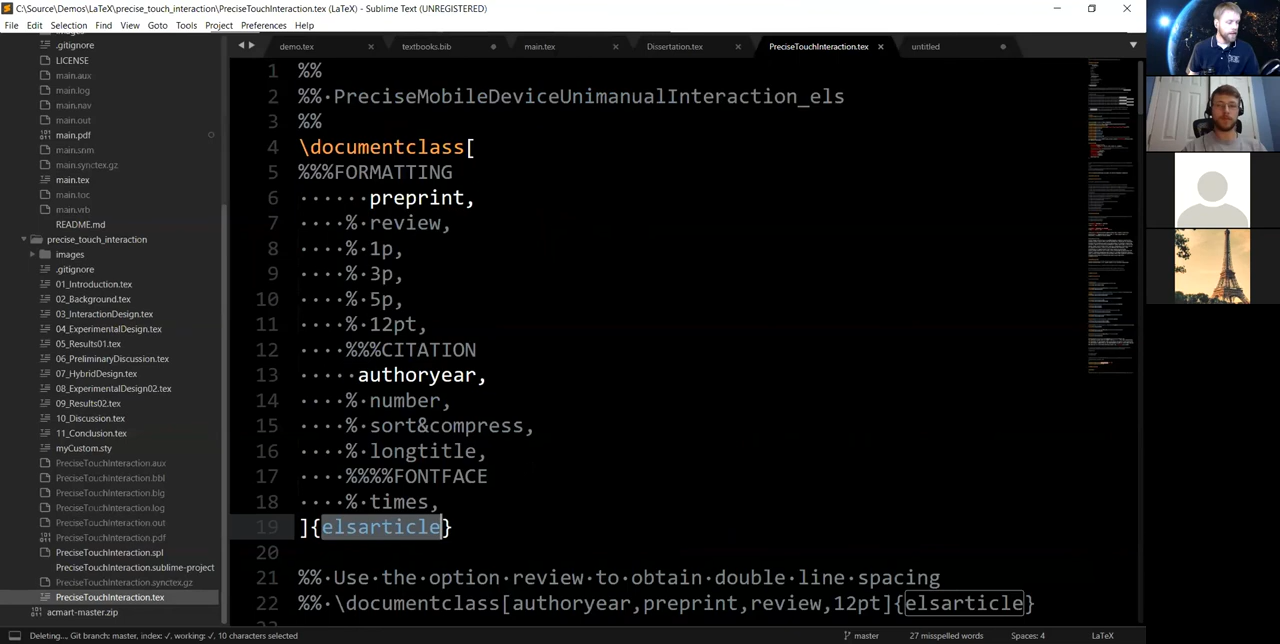 C:\Source\Demos\LaTeX\precise_touch_interaction\PreciseTouchInteraction.tex (LaTeX) - Sublime Text (UNREGISTERED)
File Edit Selection Find View Goto Tools Project Preferences Help
demo.tex textbooks.bib main.tex Dissertation.tex PreciseTouchInteraction.tex untitled
.gitignore
LICENSE
main.aux
main.log
main.nav
main.out
main.pdf
main.snm
main.synctex.gz
main.tex
main.toc
main.vrb
README.md
precise_touch_interaction
images
.gitignore
01_Introduction.tex
02_Background.tex
03_InteractionDesign.tex
04_ExperimentalDesign.tex
05_Results01.tex
06_PreliminaryDiscussion.tex
07_HybridDesign.tex
08_ExperimentalDesign02.tex
09_Results02.tex
10_Discussion.tex
11_Conclusion.tex
myCustom.sty
PreciseTouchInteraction.aux
PreciseTouchInteraction.bbl
PreciseTouchInteraction.blg
PreciseTouchInteraction.log
PreciseTouchInteraction.out
PreciseTouchInteraction.pdf
PreciseTouchInteraction.spl
PreciseTouchInteraction.sublime-project
PreciseTouchInteraction.synctex.gz
PreciseTouchInteraction.tex
acmart-master.zip
1 %%
2 %% PreciseMobileDeviceUnimanualInteraction_els
3 %%
4 \documentclass[
5 %%%FORMATTING
6 preprint,
7 % review,
8 % 1p,
9 % 3p,
10 % 5p,
11 % 12pt,
12 %%%CITATION
13 authoryear,
14 % number,
15 % sort&compress,
16 % longtitle,
17 %%%%FONTFACE
18 % times,
19 ]{elsarticle}
20
21 %% Use the option review to obtain double line spacing
22 %% \documentclass[authoryear,preprint,review,12pt]{elsarticle}
Deleting..., Git branch: master, index: ✓, working: ✓, 10 characters selected master 27 misspelled words Spaces: 4 LaTeX